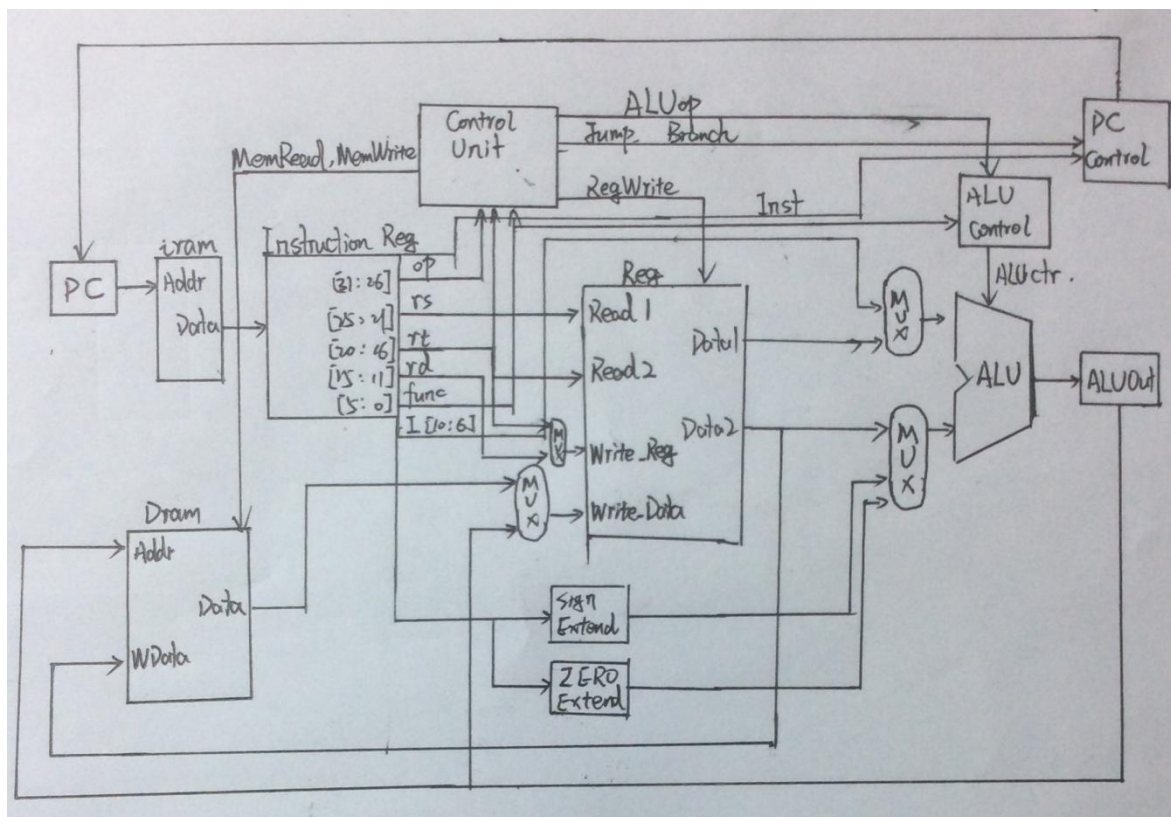 Control
Unit
ALUop
Jump Branch
PC
Control
MemRead, MemWrite
RegWrite
Inst
ALU
Control
ALUctr.
Instruction Reg
op
[31:26]
rs
[25:21]
rt
[20:16]
rd
[15:11]
func
[5:0]
I[10:6]
iram
Addr
Data
PC
Reg
Read 1
Read 2
Write_Reg
Write_Data
Data1
Data2
MUX
MUX
MUX
MUX
ALU
ALUOut
Dram
Addr
Data
WData
Sign
Extend
ZERO
Extend